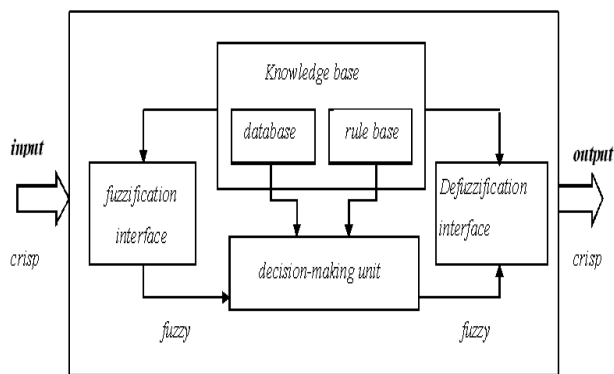 Knowledge base
database
rule base
input
crisp
fuzzification
interface
Defuzzification
interface
output
crisp
decision-making unit
fuzzy
fuzzy